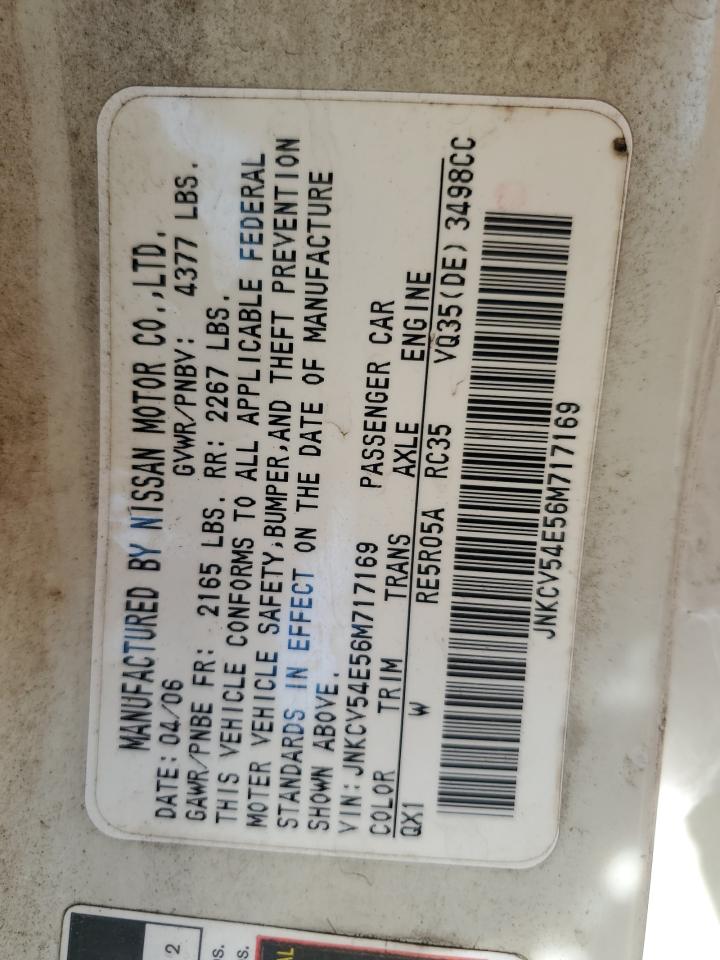 MANUFACTURED BY NISSAN MOTOR CO.,LTD.
DATE: 04/06 GVWR/PNBV: 4377 LBS.
GAWR/PNBE FR: 2165 LBS. RR: 2267 LBS.
THIS VEHICLE CONFORMS TO ALL APPLICABLE FEDERAL
MOTER VEHICLE SAFETY,BUMPER,AND THEFT PREVENTION
STANDARDS IN EFFECT ON THE DATE OF MANUFACTURE
SHOWN ABOVE.
VIN:JNKCV54E56M717169 PASSENGER CAR
COLOR TRIM TRANS AXLE ENGINE
QX1 W RE5R05A RC35 VQ35(DE) 3498CC
JNKCV54E56M717169
2